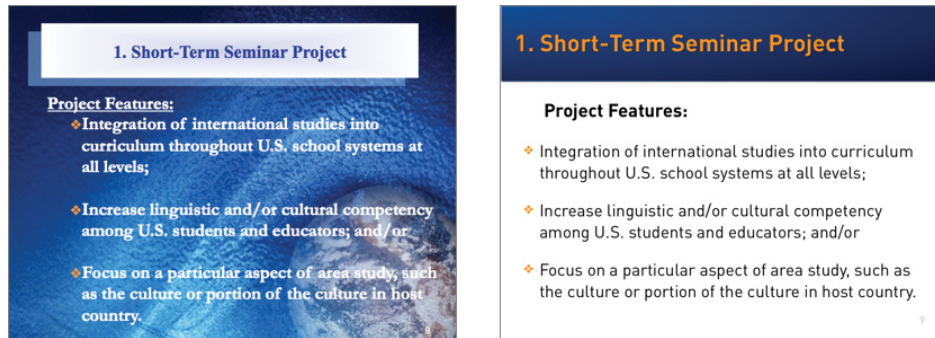 1. Short-Term Seminar Project
Project Features:
❖Integration of international studies into
curriculum throughout U.S. school systems at
all levels;
❖Increase linguistic and/or cultural competency
among U.S. students and educators; and/or
❖Focus on a particular aspect of area study, such
as the culture or portion of the culture in host
country.
9
1. Short-Term Seminar Project
Project Features:
❖ Integration of international studies into curriculum
throughout U.S. school systems at all levels;
❖ Increase linguistic and/or cultural competency
among U.S. students and educators; and/or
❖ Focus on a particular aspect of area study, such as
the culture or portion of the culture in host country.
9